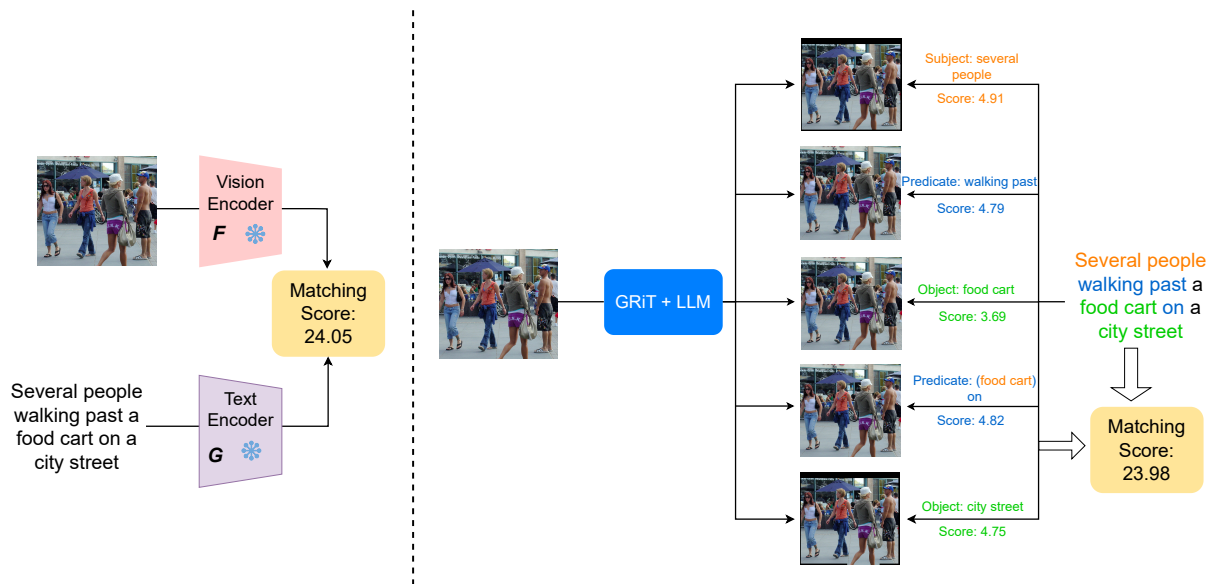 Vision
Encoder
F
Matching
Score:
24.05
Several people
walking past a
food cart on a
city street
Text
Encoder
G
GRiT + LLM
Subject: several
people
Score: 4.91
Predicate: walking past
Score: 4.79
Object: food cart
Score: 3.69
Predicate: (food cart)
on
Score: 4.82
Object: city street
Score: 4.75
Several people
walking past a
food cart on a
city street
Matching
Score:
23.98